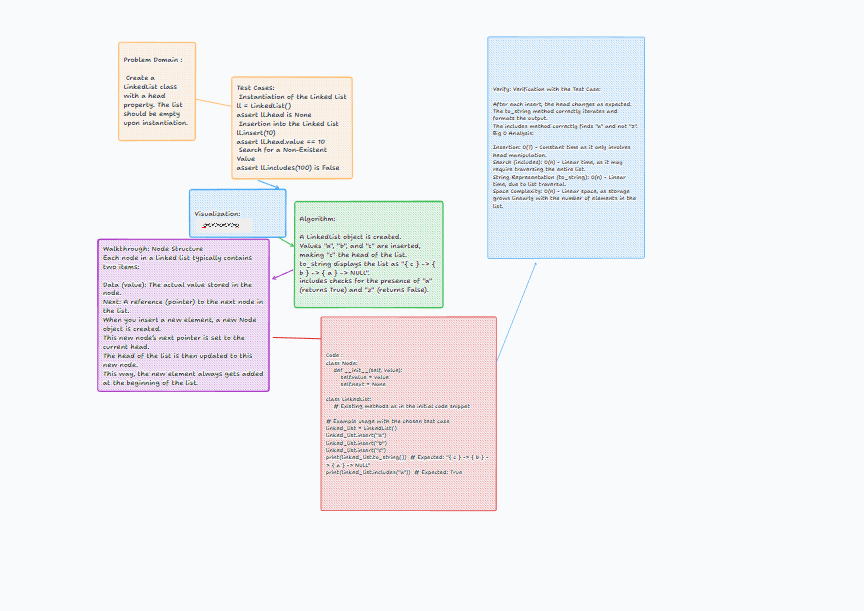 Problem Domain :
Create a
LinkedList class
with a head
property. The list
should be empty
upon instantiation.
Test Cases:
Instantiation of the Linked List
ll = LinkedList()
assert ll.head is None
Insertion into the Linked List
ll.insert(10)
assert ll.head.value == 10
Search for a Non-Existent
Value
assert ll.includes(100) is False
Visualization:
Algorithm:
A LinkedList object is created.
Values "a", "b", and "c" are inserted,
making "c" the head of the list.
to_string displays the list as "{ c } -> {
b } -> { a } -> NULL".
includes checks for the presence of "a"
(returns True) and "z" (returns False).
Walkthrough: Node Structure
Each node in a linked list typically contains
two items:
Data (value): The actual value stored in the
node.
Next: A reference (pointer) to the next node in
the list.
When you insert a new element, a new Node
object is created.
This new node's next pointer is set to the
current head.
The head of the list is then updated to this
new node.
This way, the new element always gets added
at the beginning of the list.
Code
class Node:
def __init__(self, value):
self.value = value
self.next = None
class LinkedList:
# Existing methods as in the initial code snippet
# Example usage with the chosen test case
linked_list = LinkedList()
linked_list.insert("a")
linked_list.insert("b")
linked_list.insert("c")
print(linked_list.to_string()) # Expected: "{ c } -> { b } -
> { a } -> NULL"
print(linked_list.includes("a")) # Expected: True
Verify: Verification with the Test Case:
After each insert, the head changes as expected.
The to_string method correctly iterates and
formats the output.
The includes method correctly finds "a" and not "z".
Big O Analysis:
Insertion: O(1) - Constant time as it only involves
head manipulation.
Search (includes): O(n) - Linear time, as it may
require traversing the entire list.
String Representation (to_string): O(n) - Linear
time, due to list traversal.
Space Complexity: O(n) - Linear space, as storage
grows linearly with the number of elements in the
list.